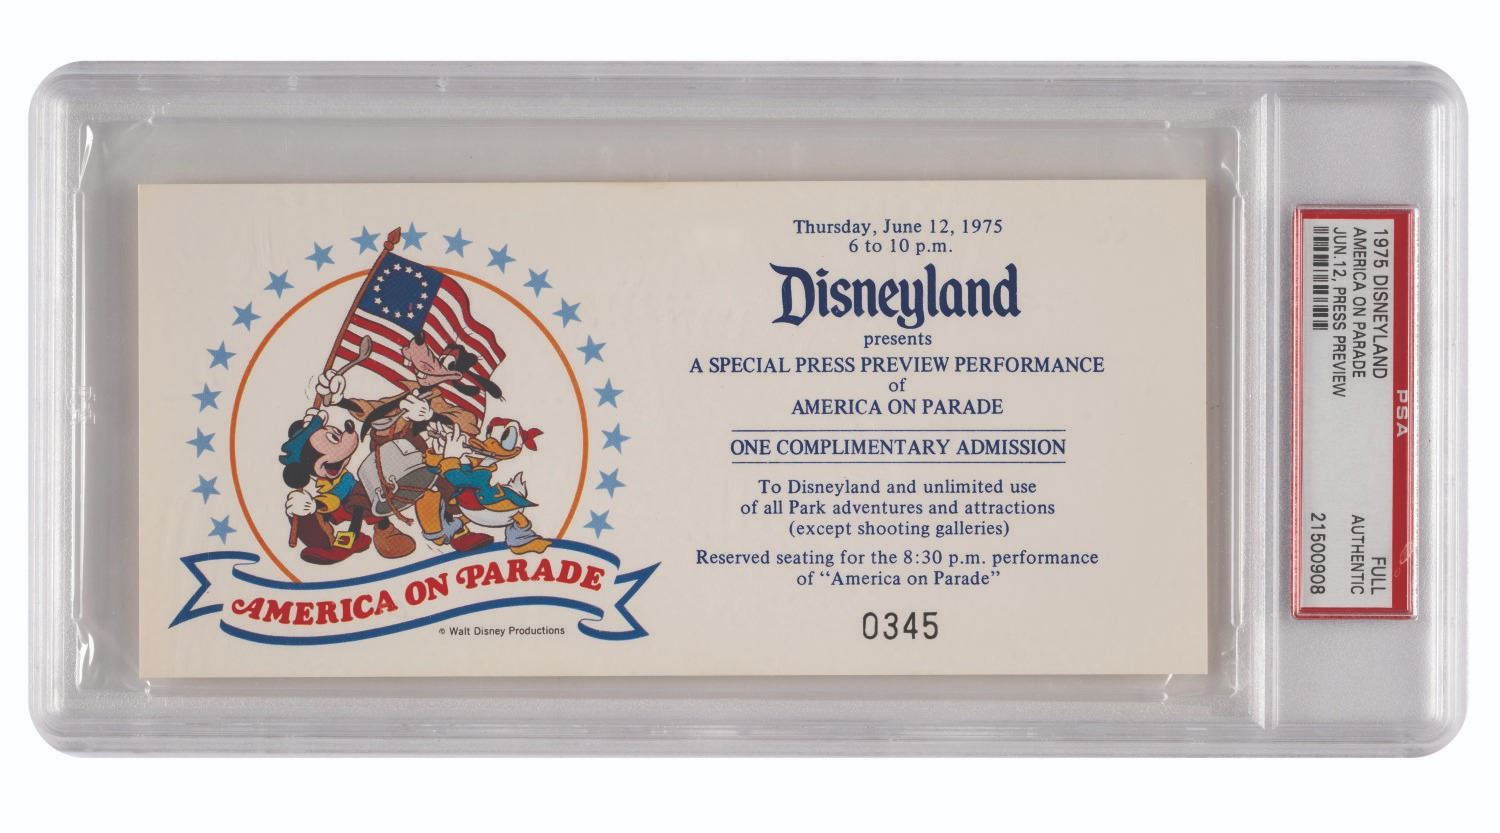 AMERICA ON PARADE
© Walt Disney Productions
Thursday, June 12, 1975
6 to 10 p.m.
Disneyland
presents
A SPECIAL PRESS PREVIEW PERFORMANCE
of
AMERICA ON PARADE
ONE COMPLIMENTARY ADMISSION
To Disneyland and unlimited use
of all Park adventures and attractions
(except shooting galleries)
Reserved seating for the 8:30 p.m. performance
of “America on Parade”
0345
PSA
1975 DISNEYLAND
AMERICA ON PARADE
JUN.12, PRESS PREVIEW
FULL
AUTHENTIC
21500908